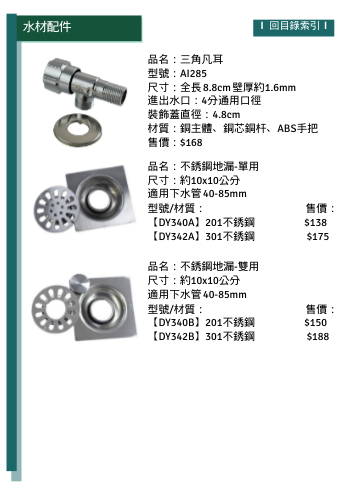 水材配件
I 回目錄索引 I
品名：三角凡耳
型號：AI285
尺寸：全長 8.8cm 壁厚約1.6mm
進出水口：4分通用口徑
裝飾蓋直徑：4.8cm
材質：銅主體、銅芯銅杆、ABS手把
售價：$168
品名：不銹鋼地漏-單用
尺寸：約10x10公分
適用下水管 40-85mm
型號/材質： 售價：
【DY340A】201不銹鋼 $138
【DY342A】301不銹鋼 $175
品名：不銹鋼地漏-雙用
尺寸：約10x10公分
適用下水管 40-85mm
型號/材質： 售價：
【DY340B】201不銹鋼 $150
【DY342B】301不銹鋼 $188